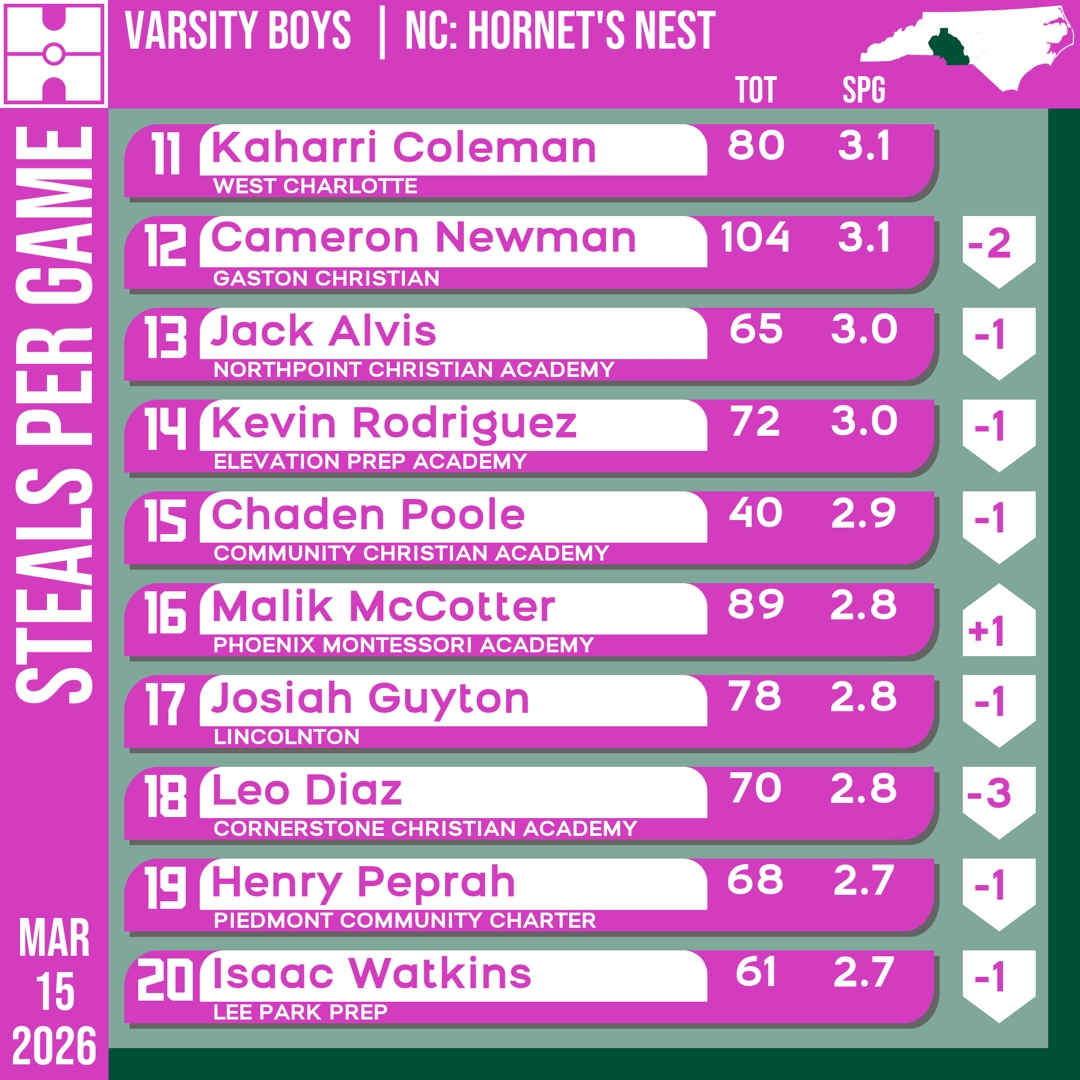 VARSITY BOYS | NC: HORNET'S NEST
TOT SPG
STEALS PER GAME
11 Kaharri Coleman 80 3.1
WEST CHARLOTTE
12 Cameron Newman 104 3.1 -2
GASTON CHRISTIAN
13 Jack Alvis 65 3.0 -1
NORTHPOINT CHRISTIAN ACADEMY
14 Kevin Rodriguez 72 3.0 -1
ELEVATION PREP ACADEMY
15 Chaden Poole 40 2.9 -1
COMMUNITY CHRISTIAN ACADEMY
16 Malik McCotter 89 2.8 +1
PHOENIX MONTESSORI ACADEMY
17 Josiah Guyton 78 2.8 -1
LINCOLNTON
18 Leo Diaz 70 2.8 -3
CORNERSTONE CHRISTIAN ACADEMY
19 Henry Peprah 68 2.7 -1
PIEDMONT COMMUNITY CHARTER
20 Isaac Watkins 61 2.7 -1
LEE PARK PREP
MAR
15
2026